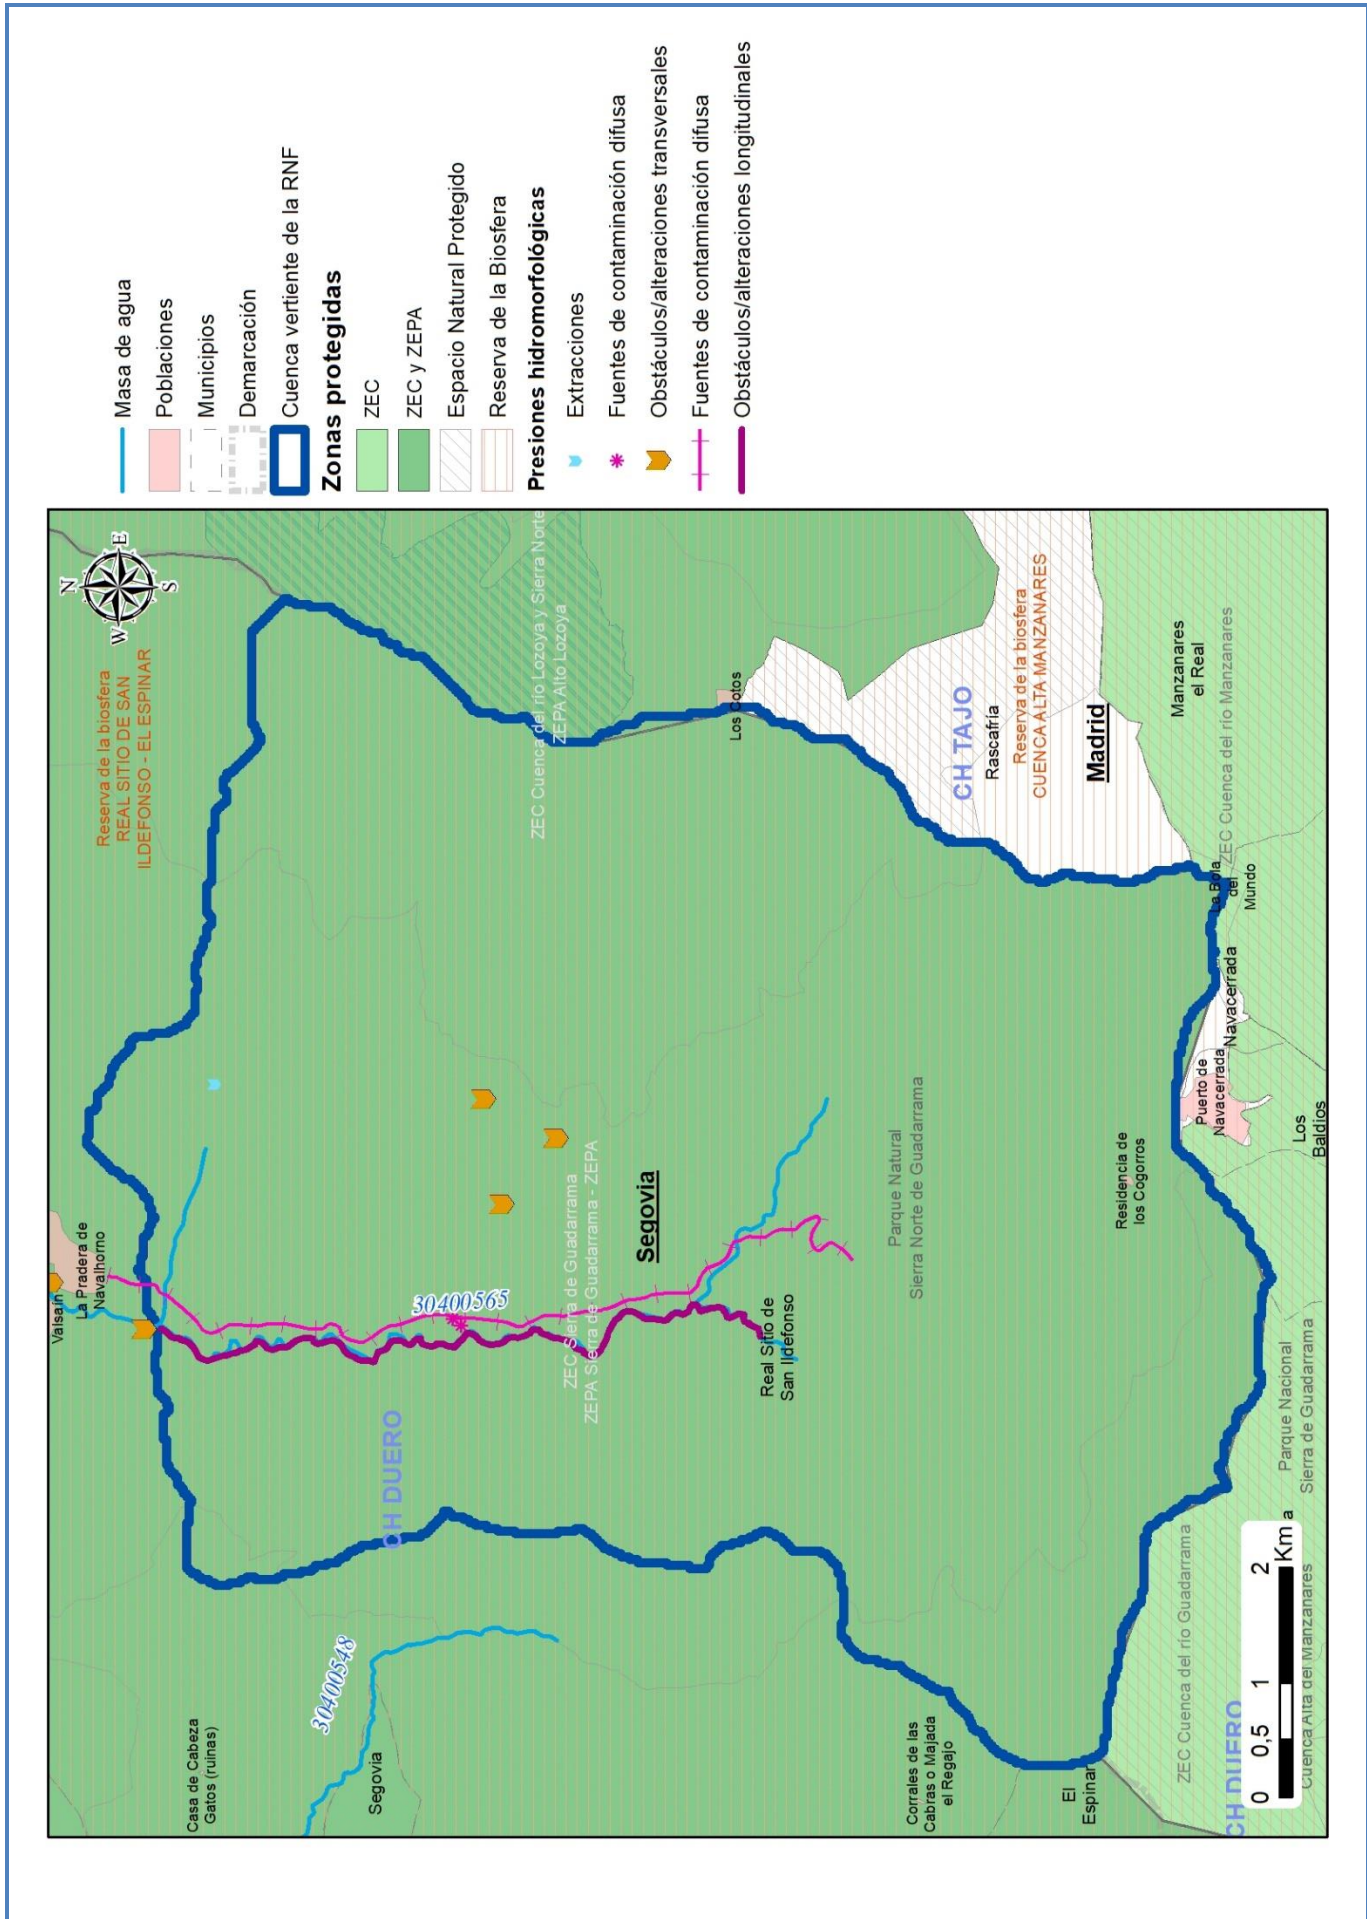 N
E
S
W
Reserva de la biosfera
REAL SITIO DE SAN
ILDEFONSO - EL ESPINAR
Valsaín
La Pradera de
Navalhorno
Casa de Cabeza
Gatos (ruinas)
30400548
Segovia
CH DUERO
30400565
ZEC Sierra de Guadarrama
ZEPA Sierra de Guadarrama - ZEPA
Segovia
ZEC Cuenca del río Lozoya y Sierra Norte
ZEPA Alto Lozoya
Los Cotos
Real Sitio de
San Ildefonso
Parque Natural
Sierra Norte de Guadarrama
CH TAJO
Rascafría
Reserva de la biosfera
CUENCA ALTA MANZANARES
Madrid
Manzanares
el Real
ZEC Cuenca del río Manzanares
Corrales de las
Cabras o Majada
el Regajo
El
Espinar
Residencia de
los Cogorros
Puerto de
Navacerrada
Navacerrada
La Bola
del
Mundo
Los
Baldíos
ZEC Cuenca del río Guadarrama
CH DUERO
Parque Nacional
Sierra de Guadarrama
a
Cuenca Alta del Manzanares
0 0,5 1 2
Km
Masa de agua
Poblaciones
Municipios
Demarcación
Cuenca vertiente de la RNF
Zonas protegidas
ZEC
ZEC y ZEPA
Espacio Natural Protegido
Reserva de la Biosfera
Presiones hidromorfológicas
Extracciones
Fuentes de contaminación difusa
Obstáculos/alteraciones transversales
Fuentes de contaminación difusa
Obstáculos/alteraciones longitudinales